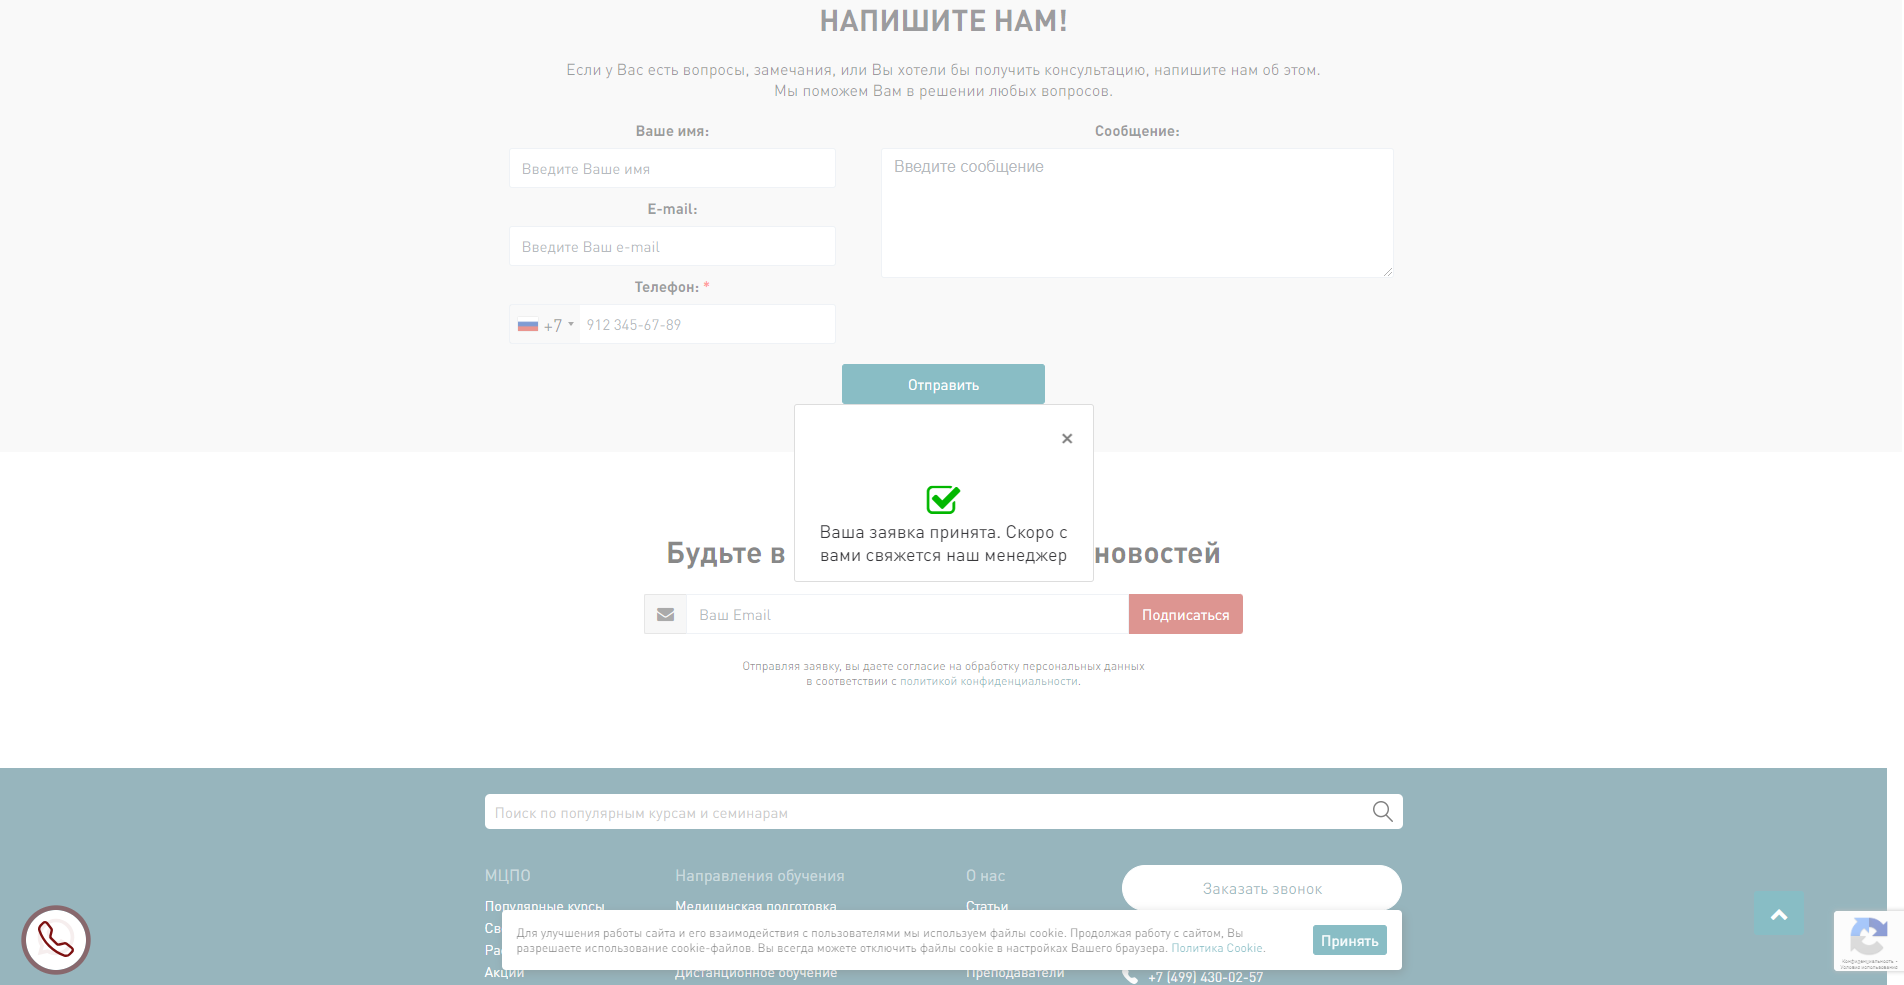 НАПИШИТЕ НАМ!
Если у Вас есть вопросы, замечания, или Вы хотели бы получить консультацию, напишите нам об этом.
Мы поможем Вам в решении любых вопросов.
Ваше имя:
Введите Ваше имя
E-mail:
Введите Ваш e-mail
Телефон: *
+7 912 345-67-89
Сообщение:
Введите сообщение
Отправить
×
Ваша заявка принята. Скоро с
вами свяжется наш менеджер
Будьте в новостей
Ваш Email
Подписаться
Отправляя заявку, вы даете согласие на обработку персональных данных
в соответствии с политикой конфиденциальности.
Поиск по популярным курсам и семинарам
МЦПО
Популярные курсы
Св
Ра
Акции
Направления обучения
Медицинская подготовка
Дистанционное обучение
О нас
Статьи
Преподаватели
Заказать звонок
+7 (499) 430-02-57
Для улучшения работы сайта и его взаимодействия с пользователями мы используем файлы cookie. Продолжая работу с сайтом, Вы
разрешаете использование cookie-файлов. Вы всегда можете отключить файлы cookie в настройках Вашего браузера. Политика Cookie.
Принять
Конфиденциальность -
Условия использования